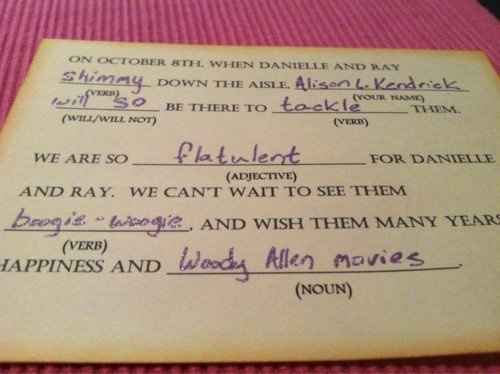 ON OCTOBER 8TH, WHEN DANIELLE AND RAY
shimmy DOWN THE AISLE, Alison L. Kendrick
(VERB) (YOUR NAME)
will so BE THERE TO tackle THEM.
(WILL/WILL NOT) (VERB)
WE ARE SO flatulent FOR DANIELLE
(ADJECTIVE)
AND RAY. WE CAN'T WAIT TO SEE THEM
boogie-woogie, AND WISH THEM MANY YEARS
(VERB)
HAPPINESS AND Woody Allen movies.
(NOUN)